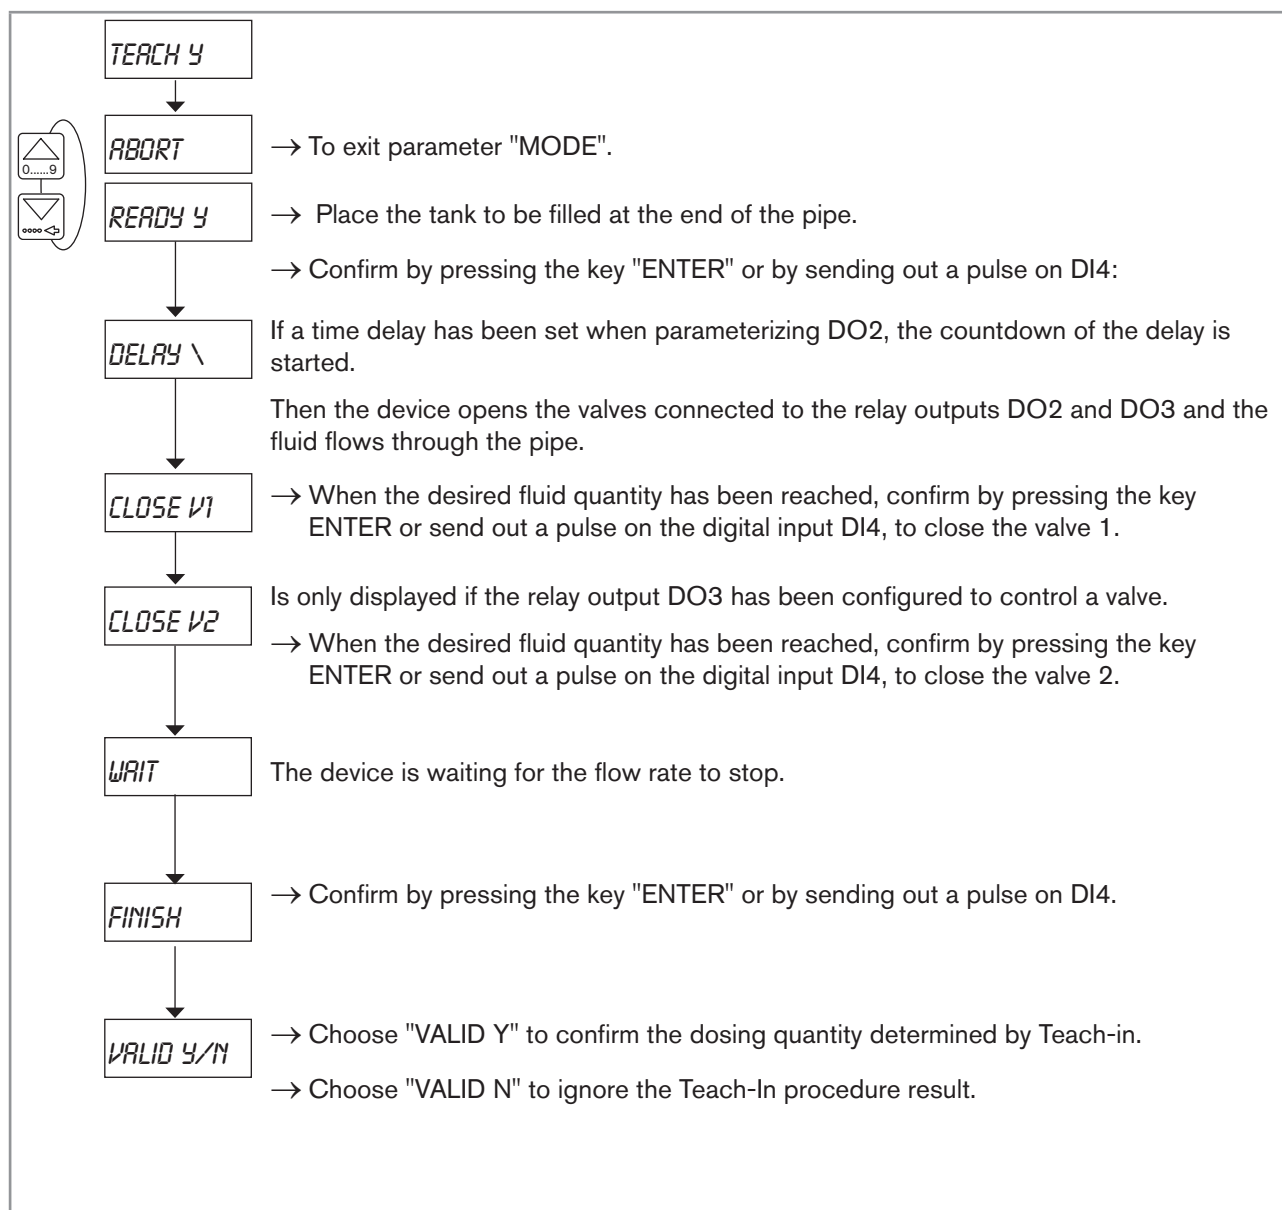 TEACH Y
ABORT
→ To exit parameter "MODE".
0......9
READY Y
→ Place the tank to be filled at the end of the pipe.
→ Confirm by pressing the key "ENTER" or by sending out a pulse on DI4:
DELAY \
If a time delay has been set when parameterizing DO2, the countdown of the delay is
started.
Then the device opens the valves connected to the relay outputs DO2 and DO3 and the
fluid flows through the pipe.
CLOSE V1
→ When the desired fluid quantity has been reached, confirm by pressing the key
ENTER or send out a pulse on the digital input DI4, to close the valve 1.
CLOSE V2
Is only displayed if the relay output DO3 has been configured to control a valve.
→ When the desired fluid quantity has been reached, confirm by pressing the key
ENTER or send out a pulse on the digital input DI4, to close the valve 2.
WAIT
The device is waiting for the flow rate to stop.
FINISH
→ Confirm by pressing the key "ENTER" or by sending out a pulse on DI4.
VALID Y/N
→ Choose "VALID Y" to confirm the dosing quantity determined by Teach-in.
→ Choose "VALID N" to ignore the Teach-In procedure result.